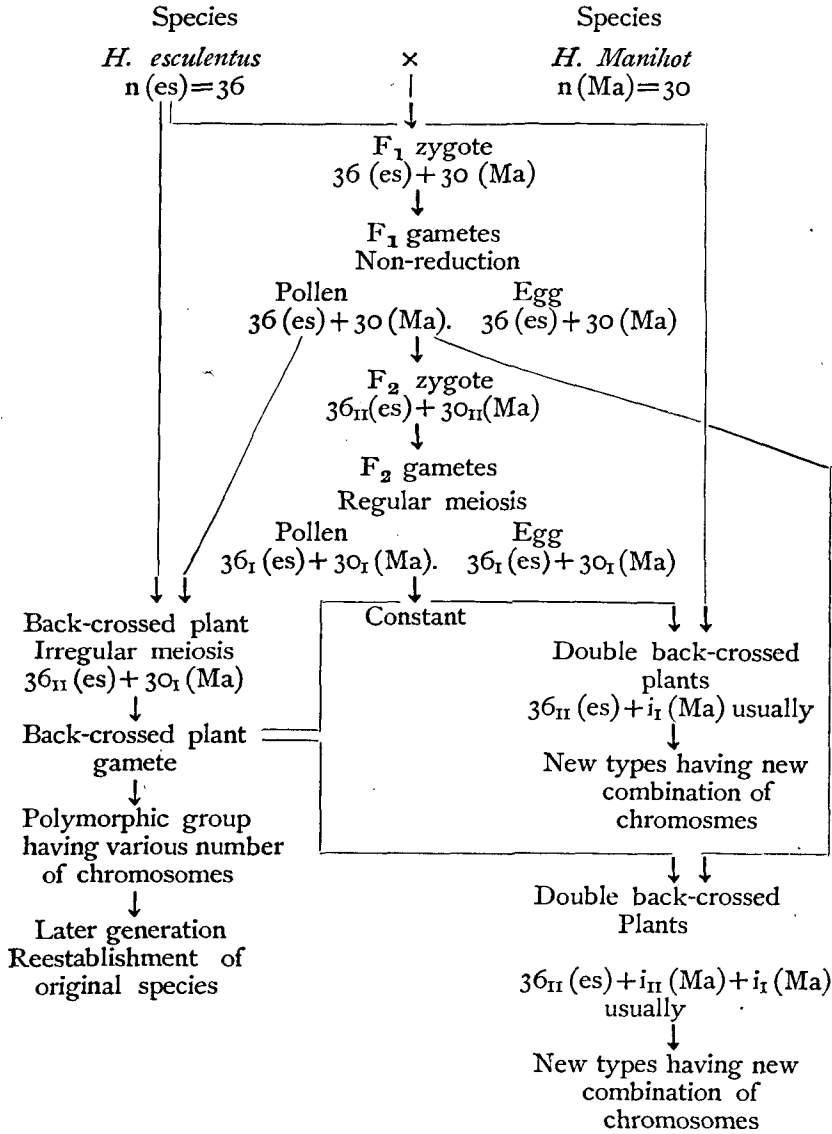 Species Species
H. esculentus × H. Manihot
n(es)=36 n(Ma)=30
F₁ zygote
36 (es)+30 (Ma)
F₁ gametes
Non-reduction
Pollen Egg
36 (es)+30 (Ma). 36 (es)+30 (Ma)
F₂ zygote
36II(es)+30II(Ma)
F₂ gametes
Regular meiosis
Pollen Egg
36I(es)+30I(Ma). 36I(es)+30I(Ma)
Constant
Back-crossed plant
Irregular meiosis
36II(es)+30I(Ma)
Back-crossed plant
gamete
Polymorphic group
having various number
of chromosomes
Later generation
Reestablishment of
original species
Double back-crossed
plants
36II(es)+iI(Ma) usually
New types having new
combination of
chromosmes
Double back-crossed
Plants
36II(es)+iII(Ma)+iI(Ma)
usually
New types having new
combination of
chromosomes